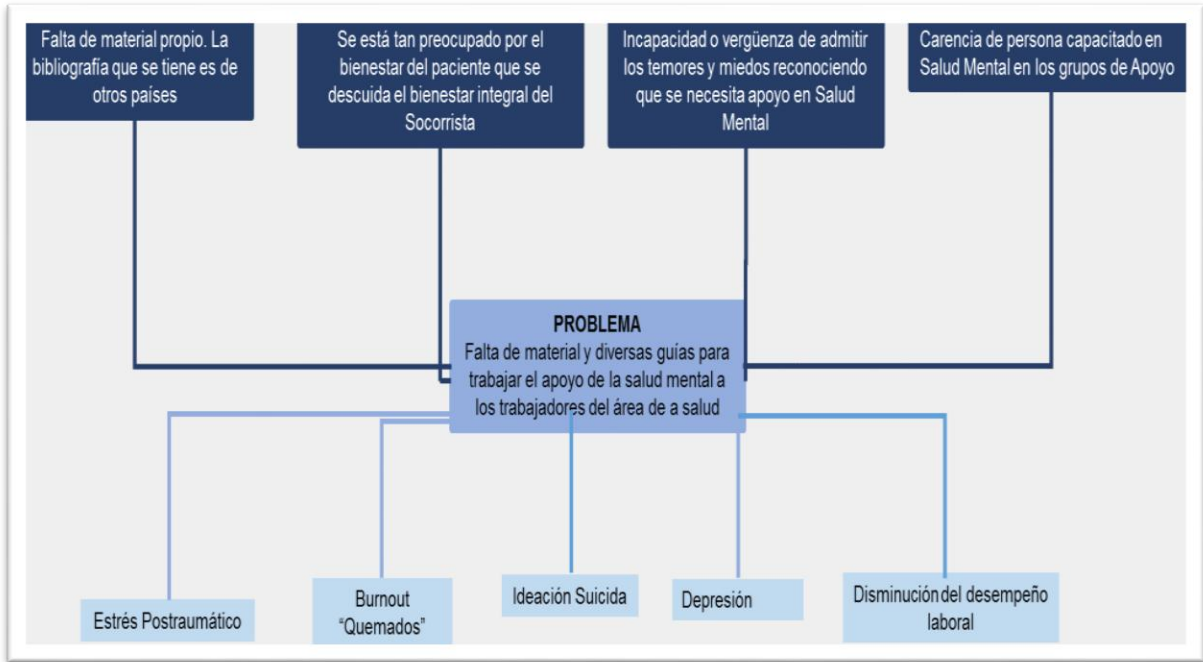 Falta de material propio. La
bibliografía que se tiene es de
otros países
Se está tan preocupado por el
bienestar del paciente que se
descuida el bienestar integral del
Socorrista
Incapacidad o vergüenza de admitir
los temores y miedos reconociendo
que se necesita apoyo en Salud
Mental
Carencia de persona capacitado en
Salud Mental en los grupos de Apoyo
PROBLEMA
Falta de material y diversas guías para
trabajar el apoyo de la salud mental a
los trabajadores del área de a salud
Estrés Postraumático
Burnout
“Quemados”
Ideación Suicida
Depresión
Disminución del desempeño
laboral